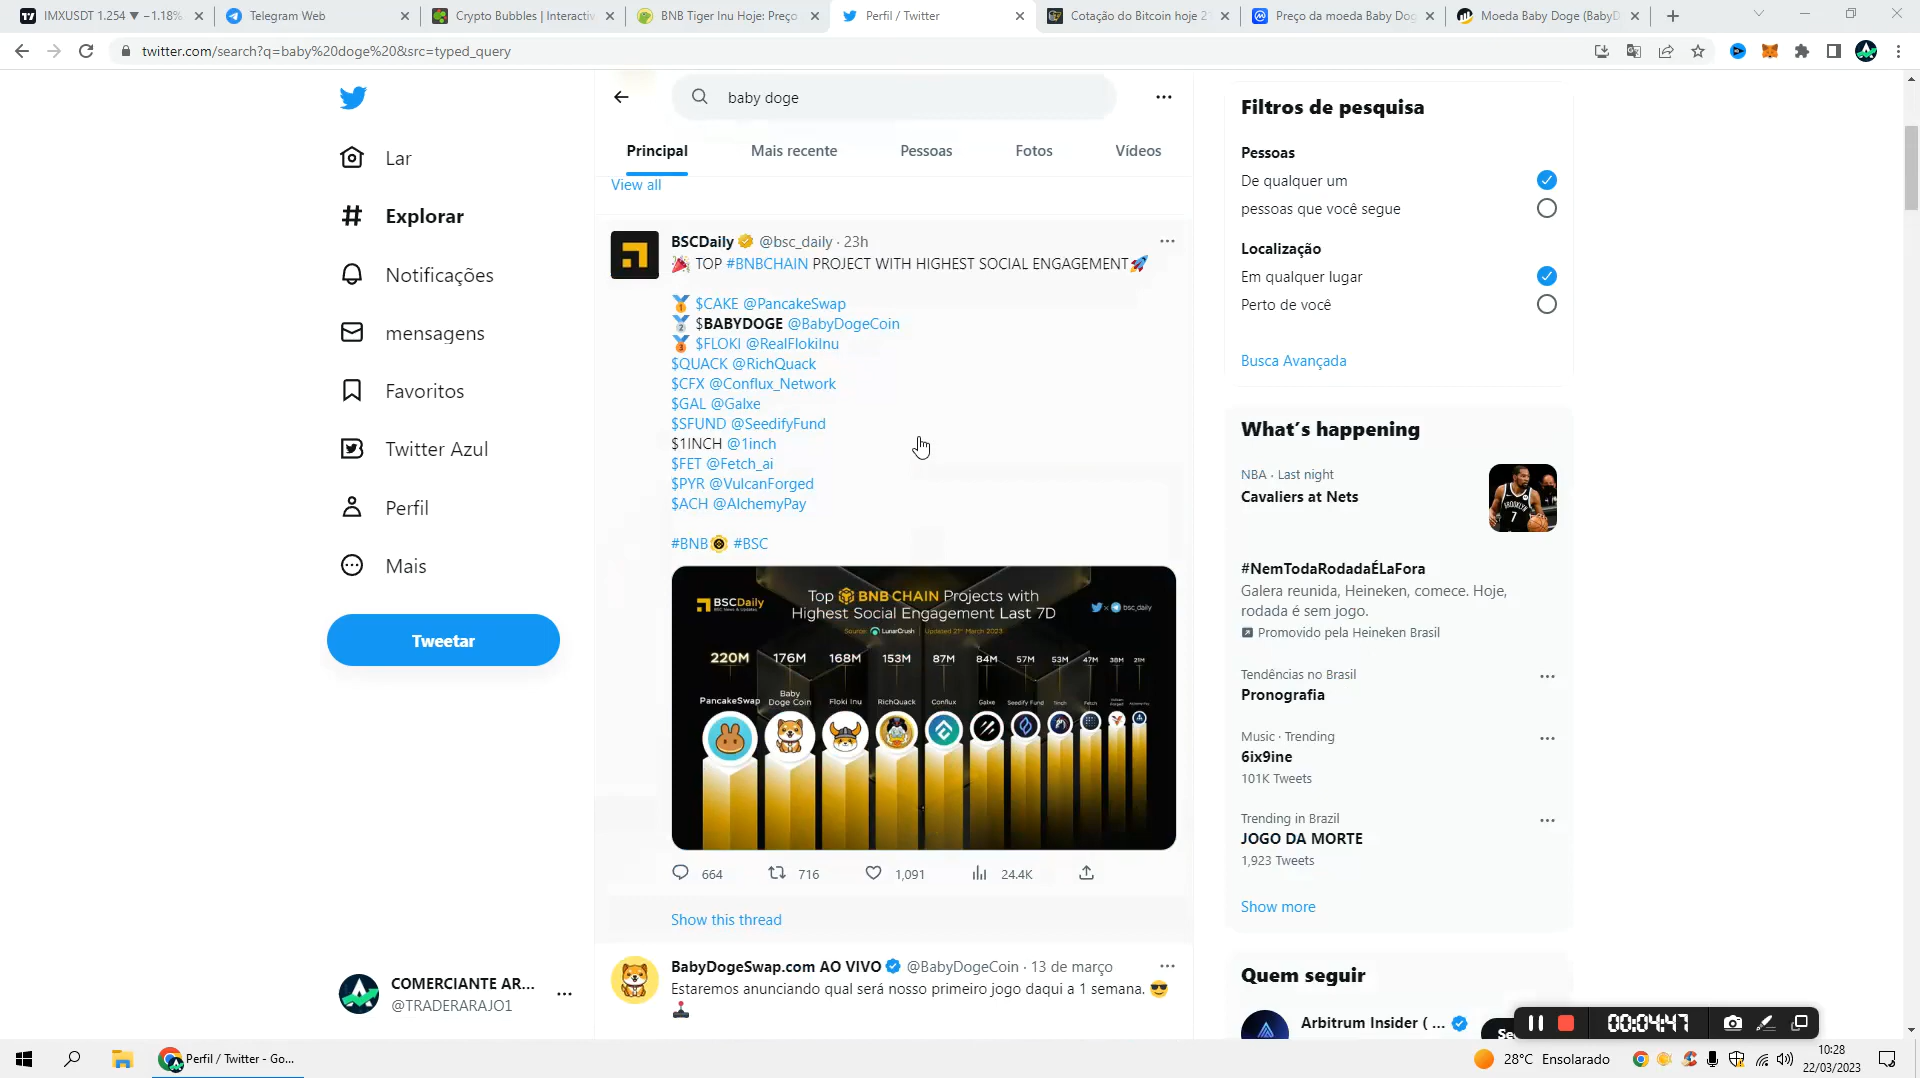 IMXUSDT 1.254 ▼ −1.18%
Telegram Web
Crypto Bubbles | Interactiv
BNB Tiger Inu Hoje: Preço
Perfil / Twitter
Cotação do Bitcoin hoje 2
Preço da moeda Baby Dog
Moeda Baby Doge (BabyD
twitter.com/search?q=baby%20doge%20&src=typed_query
Lar
Explorar
Notificações
mensagens
Favoritos
Twitter Azul
Perfil
Mais
Tweetar
COMERCIANTE AR...
@TRADERARAJO1
baby doge
Principal
Mais recente
Pessoas
Fotos
Vídeos
View all
BSCDaily @bsc_daily · 23h
🎉 TOP #BNBCHAIN PROJECT WITH HIGHEST SOCIAL ENGAGEMENT🚀
🥇 $CAKE @PancakeSwap
🥈 $BABYDOGE @BabyDogeCoin
🥉 $FLOKI @RealFlokiInu
$QUACK @RichQuack
$CFX @Conflux_Network
$GAL @Galxe
$SFUND @SeedifyFund
$1INCH @1inch
$FET @Fetch_ai
$PYR @VulcanForged
$ACH @AlchemyPay
#BNB #BSC
BSCDaily
BSC News & Updates
Top BNB CHAIN Projects with
Highest Social Engagement Last 7D
Source: LunarCrush | Updated 21st March 2023
bsc_daily
220M 176M 168M 153M 87M 84M 57M 53M 47M 38M 21M
PancakeSwap
Baby
Doge Coin
Floki Inu
RichQuack
Conflux
Galxe
Seedify Fund
1inch
Fetch
664
716
1,091
24.4K
Show this thread
BabyDogeSwap.com AO VIVO @BabyDogeCoin · 13 de março
Estaremos anunciando qual será nosso primeiro jogo daqui a 1 semana. 😎
🕹️
Filtros de pesquisa
Pessoas
De qualquer um
pessoas que você segue
Localização
Em qualquer lugar
Perto de você
Busca Avançada
What's happening
NBA · Last night
Cavaliers at Nets
#NemTodaRodadaÉLaFora
Galera reunida, Heineken, comece. Hoje,
rodada é sem jogo.
Promovido pela Heineken Brasil
Tendências no Brasil
Pronografia
Music · Trending
6ix9ine
101K Tweets
Trending in Brazil
JOGO DA MORTE
1,923 Tweets
Show more
Quem seguir
Arbitrum Insider ( ...
Se
00:04:47
Perfil / Twitter - Go...
28°C Ensolarado
10:28
22/03/2023